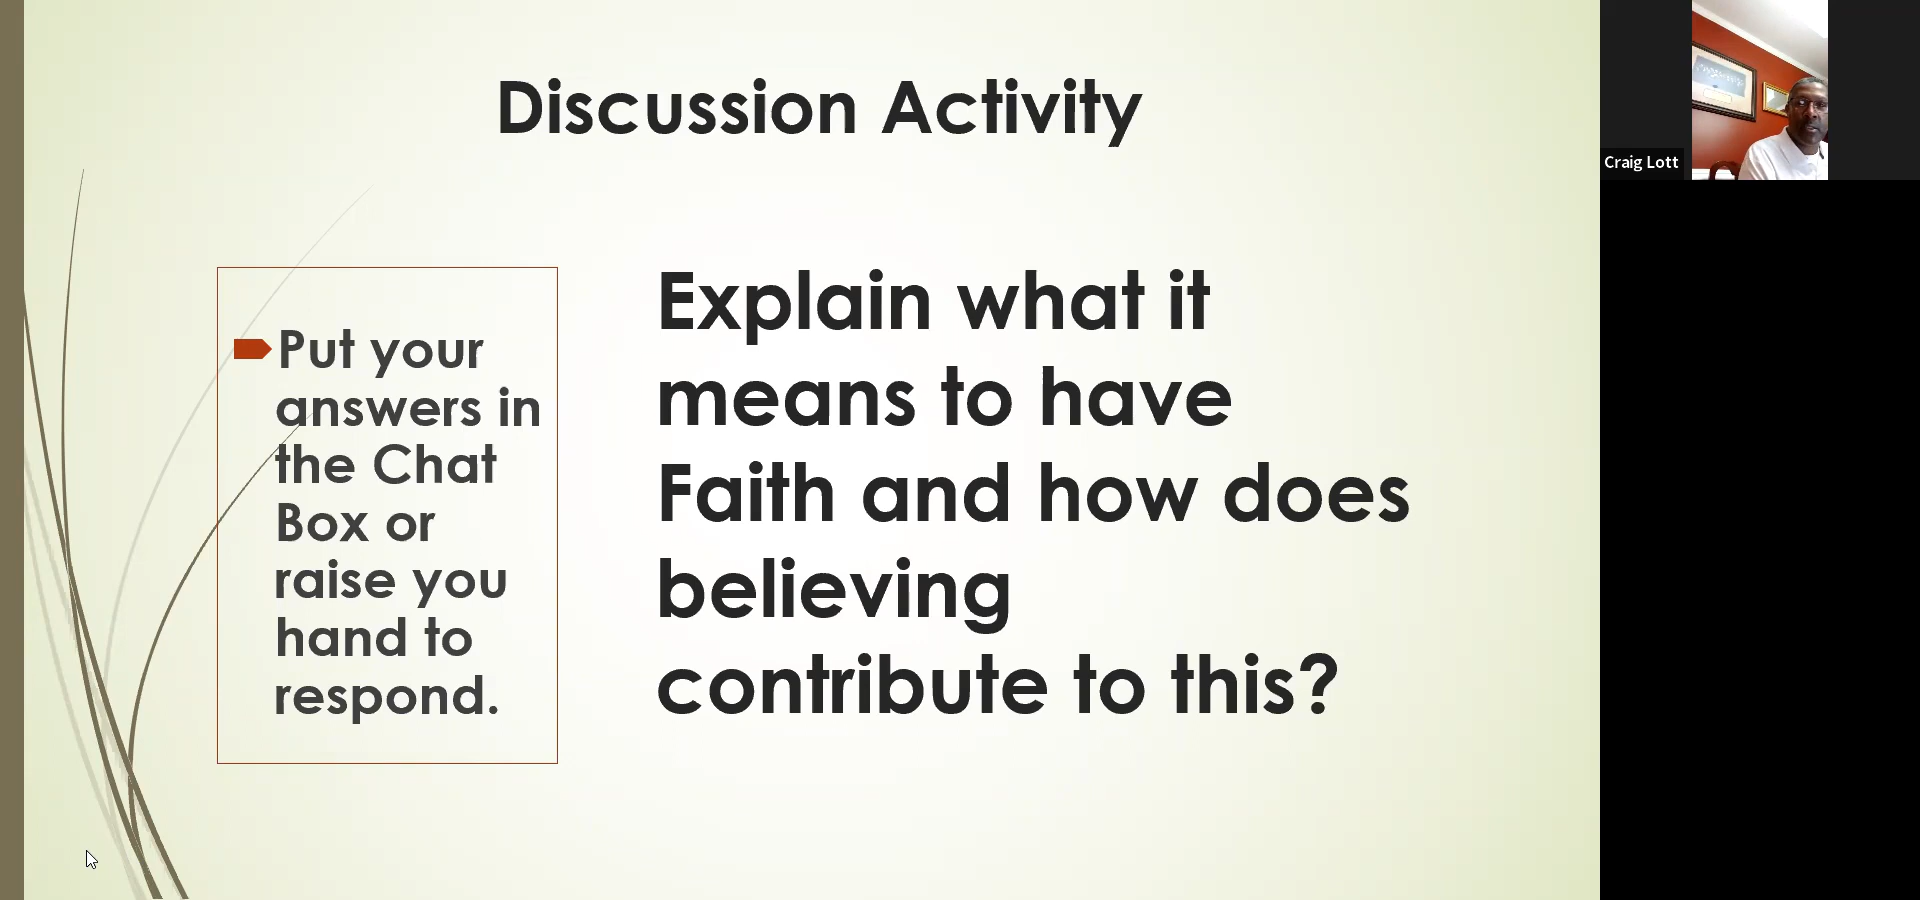 Discussion Activity
Put your
answers in
the Chat
Box or
raise you
hand to
respond.
Explain what it
means to have
Faith and how does
believing
contribute to this?
Craig Lott